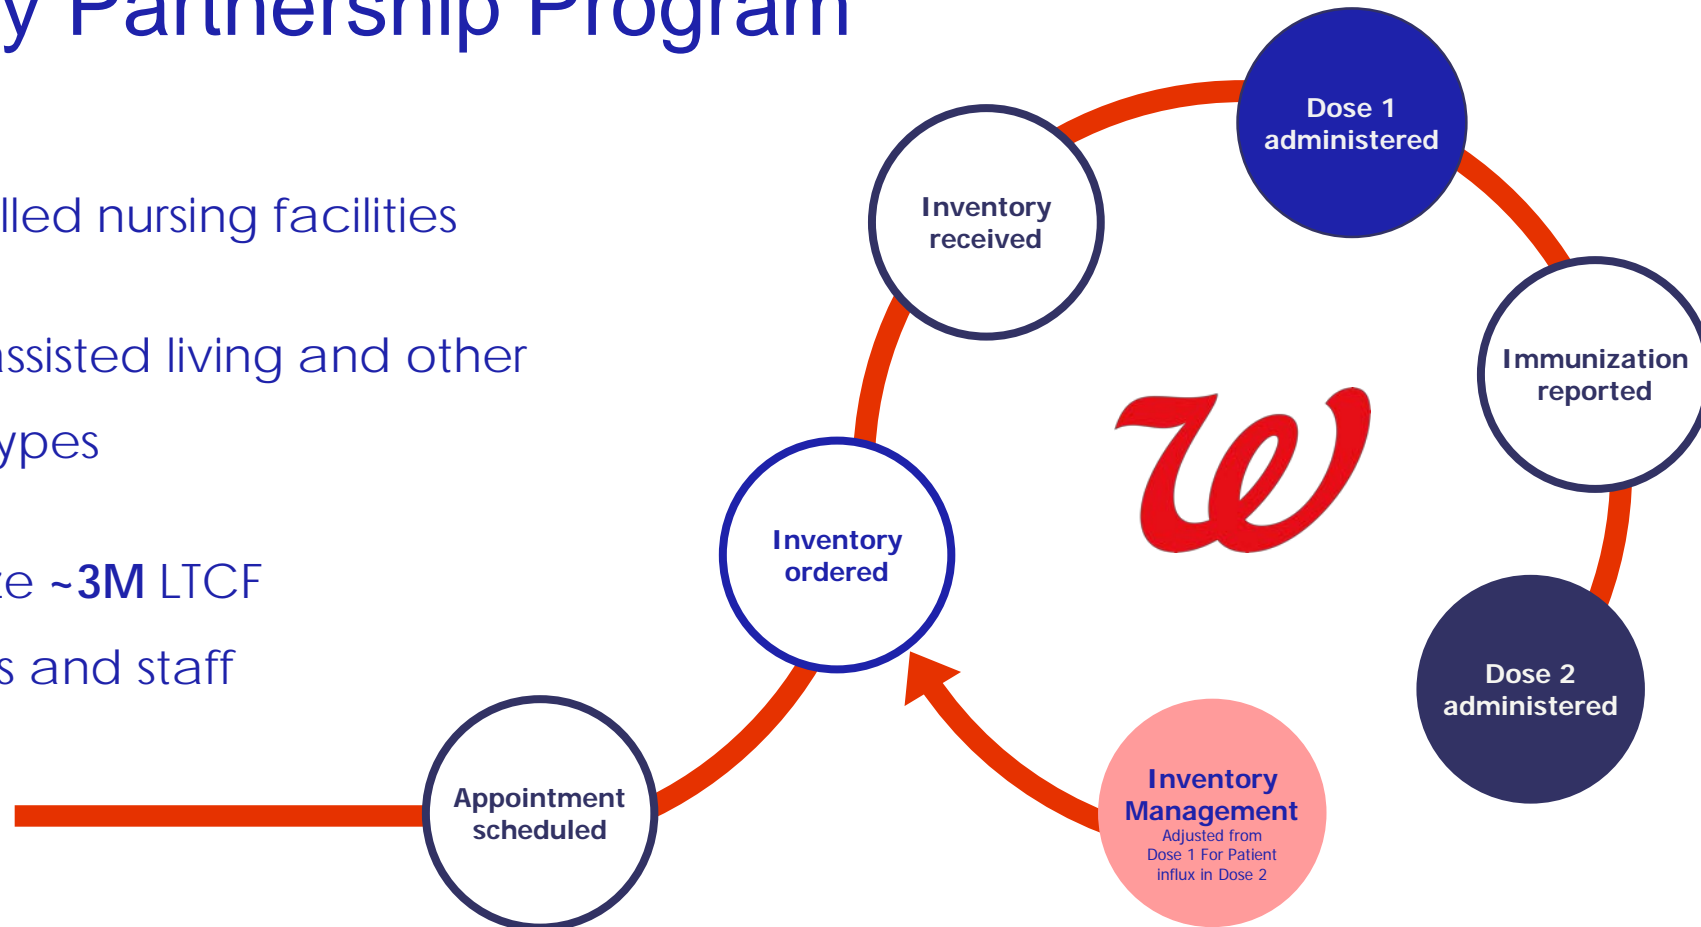 y Partnership Program
lled nursing facilities
assisted living and other
ypes
ze ~3M LTCF
s and staff
Appointment
scheduled
Inventory
ordered
Inventory
received
Dose 1
administered
Immunization
reported
Dose 2
administered
Inventory
Management
Adjusted from
Dose 1 For Patient
influx in Dose 2
W